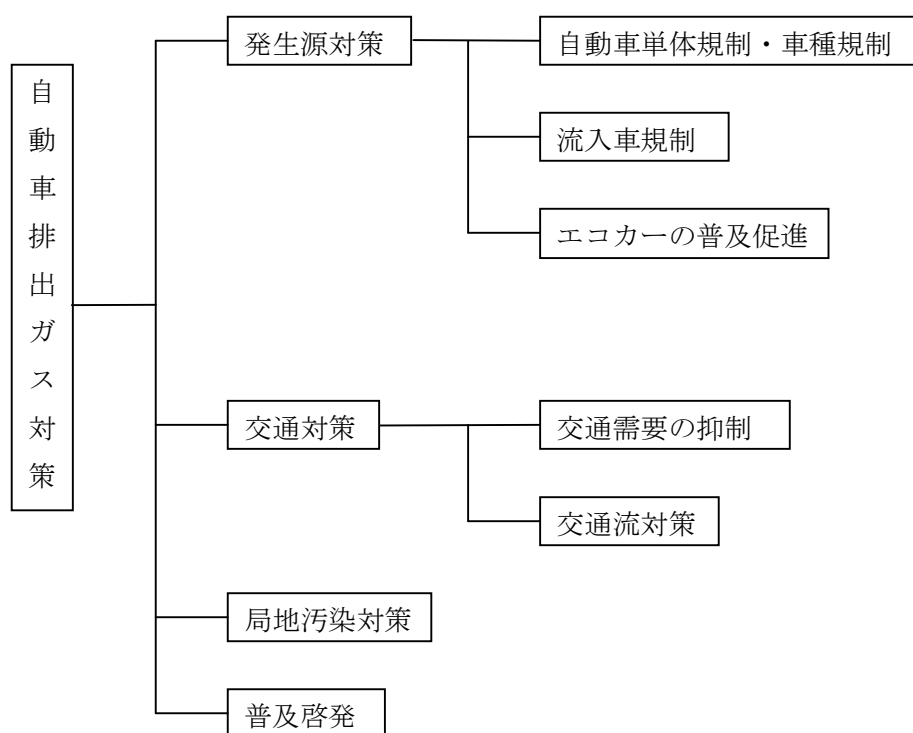 自動車排出ガス対策
発生源対策
自動車単体規制・車種規制
流入車規制
エコカーの普及促進
交通対策
交通需要の抑制
交通流対策
局地汚染対策
普及啓発